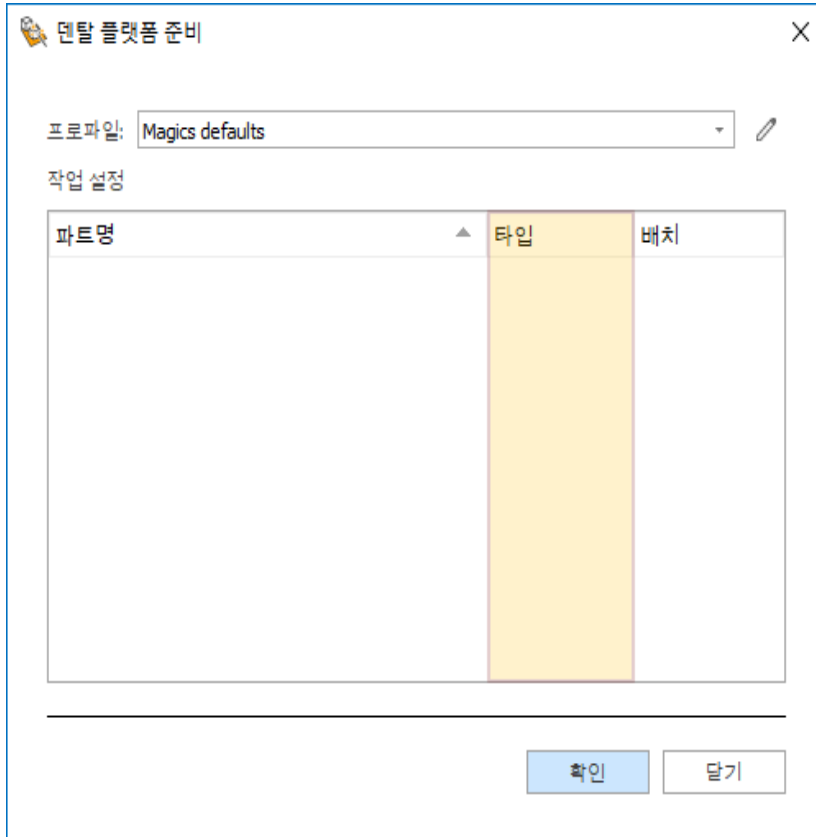 덴탈 플랫폼 준비
프로파일: Magics defaults
작업 설정
파트명 타입 배치
확인 닫기